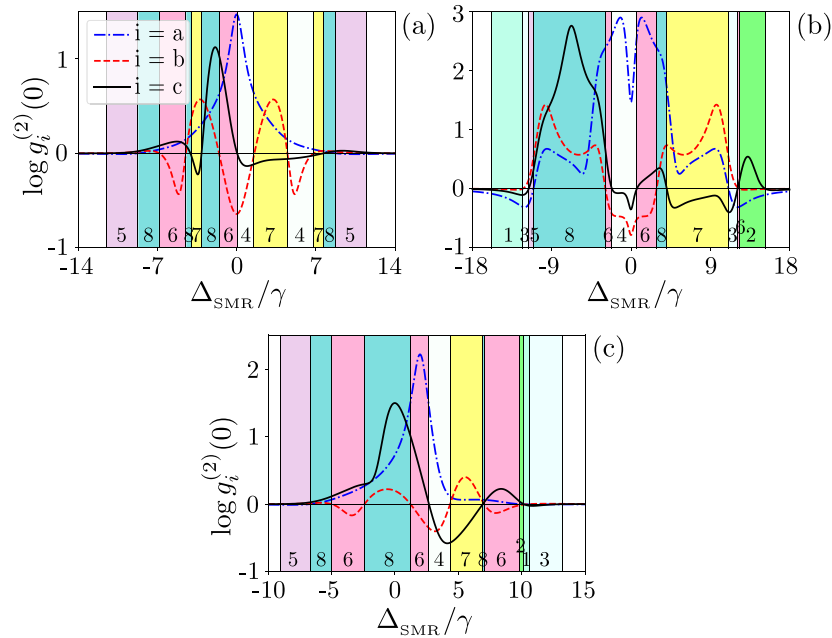 (a)
i = a
i = b
i = c
log g_i^(2)(0)
1
0
-1
5 8 6 8 7 8 6 4 7 4 7 8 5
-14 -7 0 7 14
Δ_SMR/γ
(b)
3
2
1
0
-1
1 3 5 8 6 4 6 8 7 3 6 2
-18 -9 0 9 18
Δ_SMR/γ
(c)
log g_i^(2)(0)
2
1
0
-1
5 8 6 8 6 4 7 8 6 2 1 3
-10 -5 0 5 10 15
Δ_SMR/γ